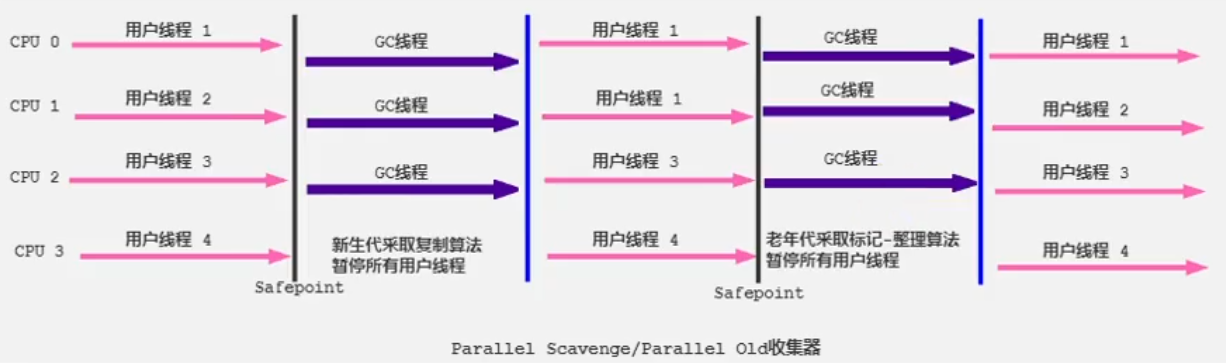 CPU 0 用户线程 1 GC线程 用户线程 1 GC线程 用户线程 1
CPU 1 用户线程 2 GC线程 用户线程 1 GC线程 用户线程 2
CPU 2 用户线程 3 GC线程 用户线程 3 GC线程 用户线程 3
CPU 3 用户线程 4 用户线程 4 用户线程 4
新生代采取复制算法
暂停所有用户线程
老年代采取标记-整理算法
暂停所有用户线程
Safepoint
Safepoint
Parallel Scavenge/Parallel Old收集器